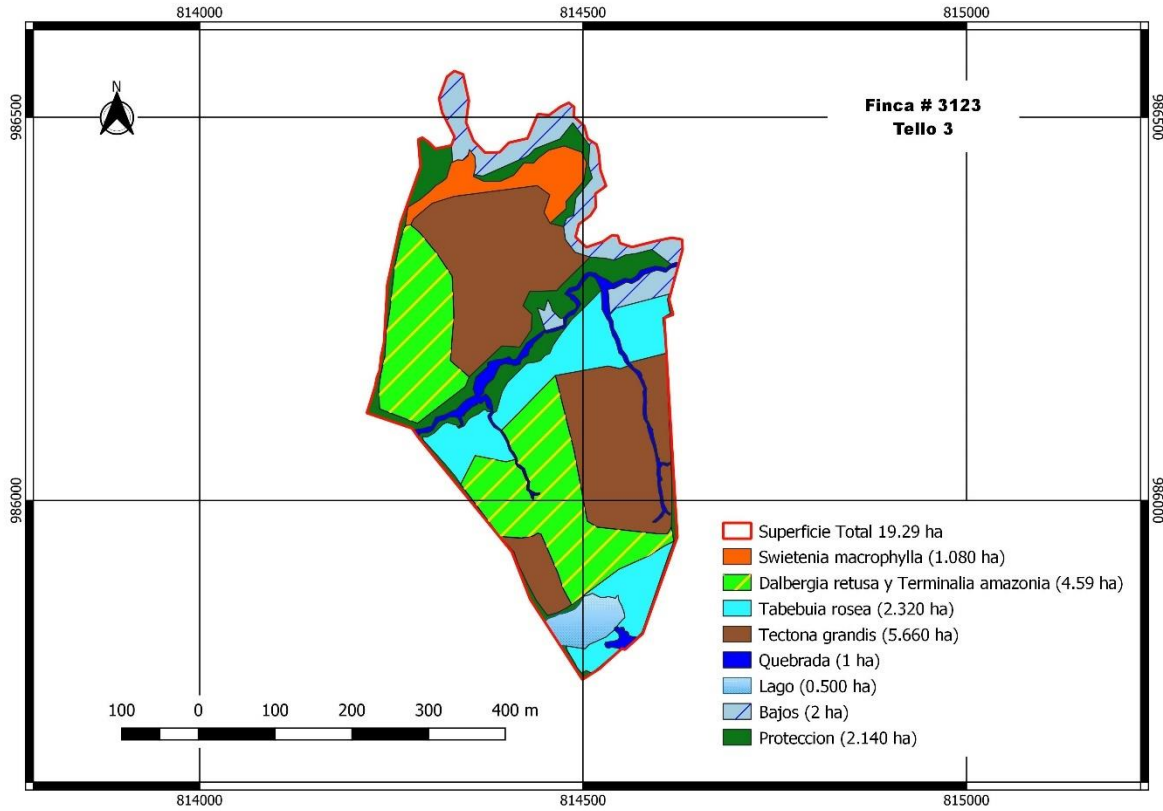 814000 814500 815000
N
Finca # 3123
Tello 3
986500 986500
986000 986000
Superficie Total 19.29 ha
Swietenia macrophylla (1.080 ha)
Dalbergia retusa y Terminalia amazonia (4.59 ha)
Tabebuia rosea (2.320 ha)
Tectona grandis (5.660 ha)
Quebrada (1 ha)
Lago (0.500 ha)
Bajos (2 ha)
Proteccion (2.140 ha)
100 0 100 200 300 400 m
814000 814500 815000